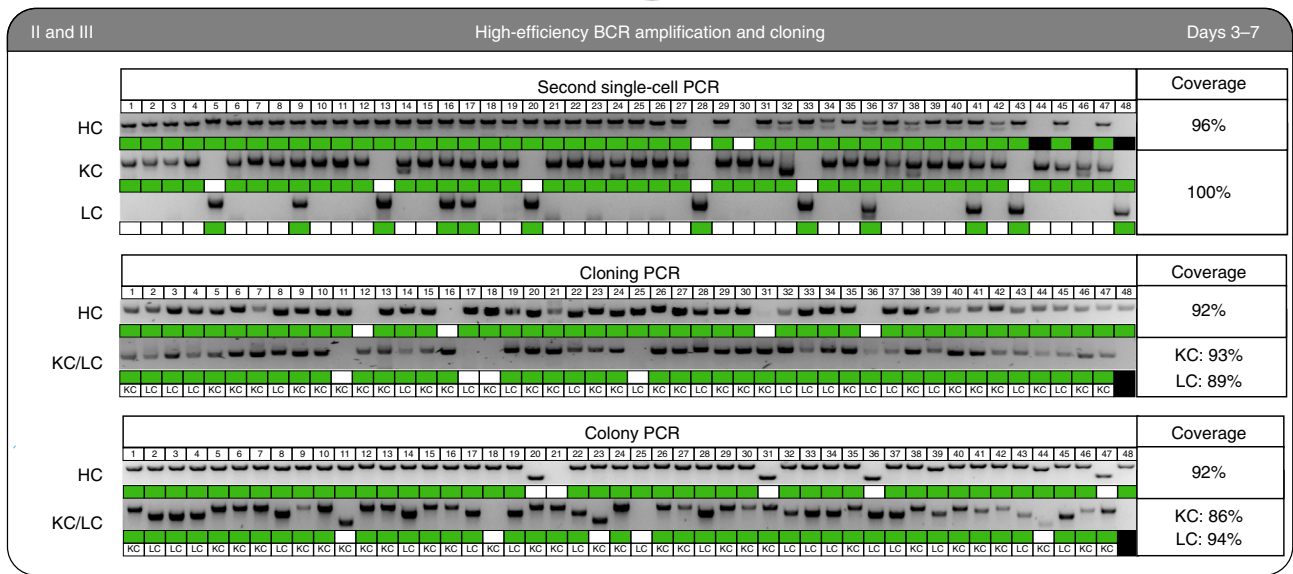 II and III High-efficiency BCR amplification and cloning Days 3–7
Second single-cell PCR Coverage
1 2 3 4 5 6 7 8 9 10 11 12 13 14 15 16 17 18 19 20 21 22 23 24 25 26 27 28 29 30 31 32 33 34 35 36 37 38 39 40 41 42 43 44 45 46 47 48
HC 96%
KC
100%
LC
Cloning PCR Coverage
1 2 3 4 5 6 7 8 9 10 11 12 13 14 15 16 17 18 19 20 21 22 23 24 25 26 27 28 29 30 31 32 33 34 35 36 37 38 39 40 41 42 43 44 45 46 47 48
HC 92%
KC/LC KC: 93%
LC: 89%
KC LC LC LC KC KC KC LC KC KC KC KC KC LC KC KC LC KC LC KC KC LC KC KC LC KC KC LC KC KC KC LC LC LC KC LC LC KC LC KC KC KC LC KC LC KC KC
Colony PCR Coverage
1 2 3 4 5 6 7 8 9 10 11 12 13 14 15 16 17 18 19 20 21 22 23 24 25 26 27 28 29 30 31 32 33 34 35 36 37 38 39 40 41 42 43 44 45 46 47 48
HC 92%
KC/LC KC: 86%
LC: 94%
KC LC LC LC KC KC KC LC KC KC KC KC KC LC KC KC LC KC LC KC KC LC KC KC LC KC KC LC KC KC KC LC LC LC KC LC LC KC LC KC KC KC LC KC LC KC KC